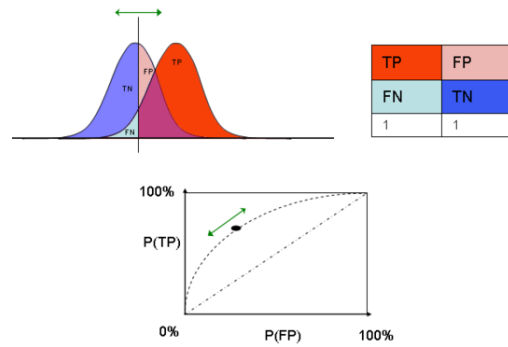 TN
FP
TP
FN
TP FP
FN TN
1 1
100%
P(TP)
0%
P(FP)
100%